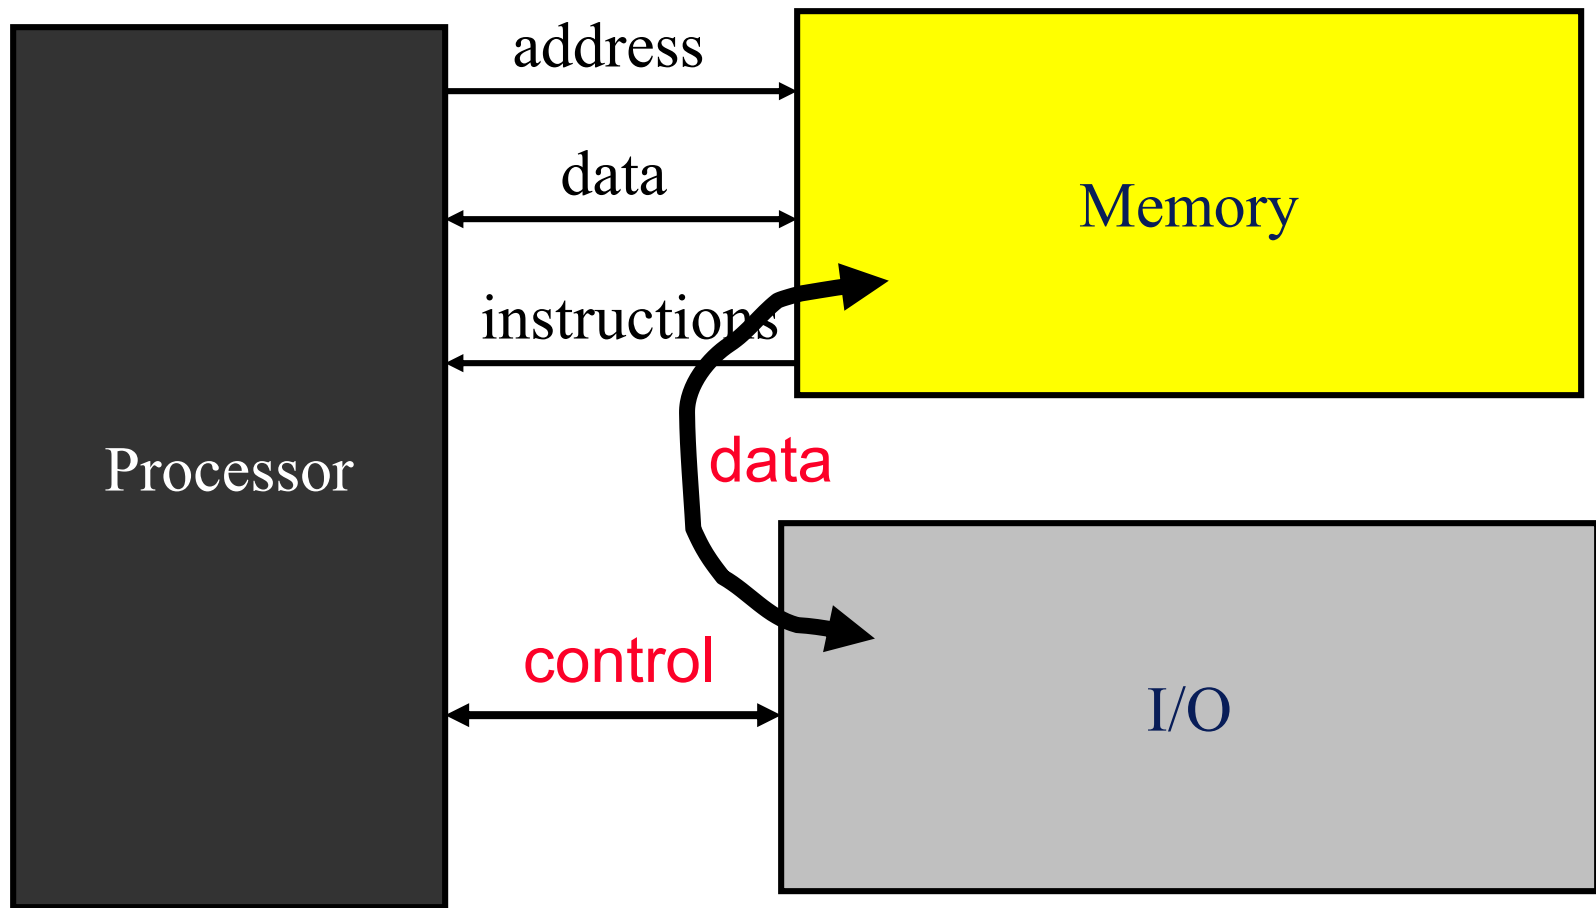 address
data
Memory
instructions
Processor
data
control
I/O